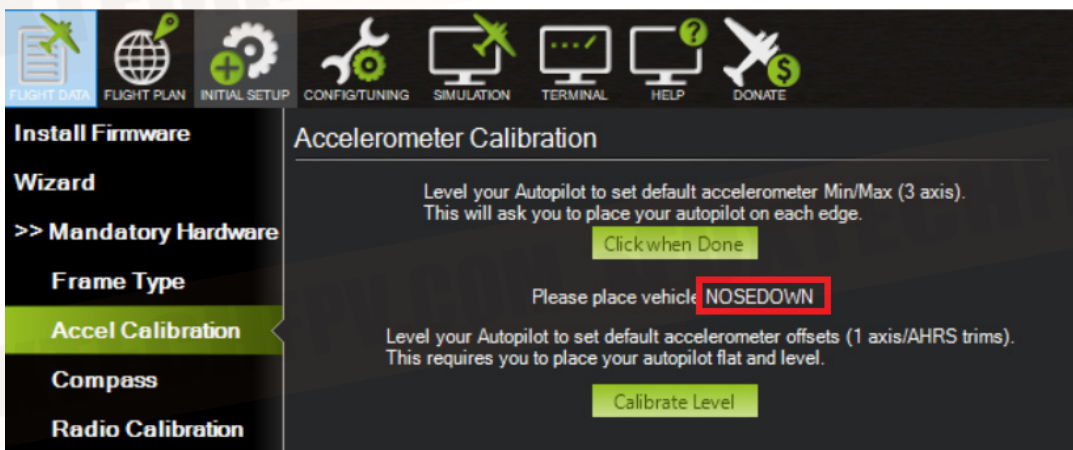 FLIGHT DATA FLIGHT PLAN INITIAL SETUP CONFIG/TUNING SIMULATION TERMINAL HELP DONATE
Install Firmware
Wizard
>> Mandatory Hardware
Frame Type
Accel Calibration
Compass
Radio Calibration
Accelerometer Calibration
Level your Autopilot to set default accelerometer Min/Max (3 axis).
This will ask you to place your autopilot on each edge.
Click when Done
Please place vehicle NOSEDOWN
Level your Autopilot to set default accelerometer offsets (1 axis/AHRS trims).
This requires you to place your autopilot flat and level.
Calibrate Level